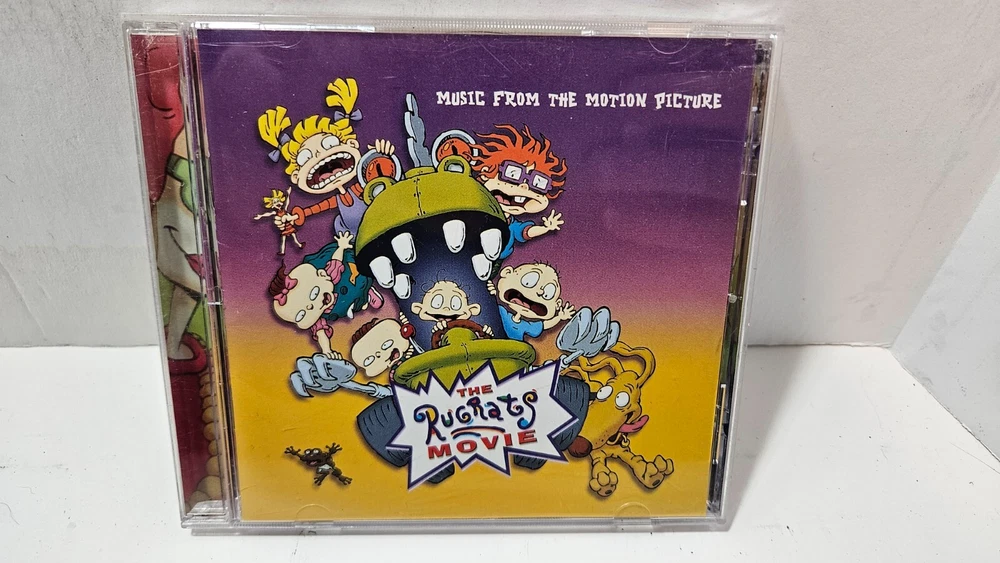 MUSIC FROM THE MOTION PICTURE
THE
RUGRATS
MOVIE